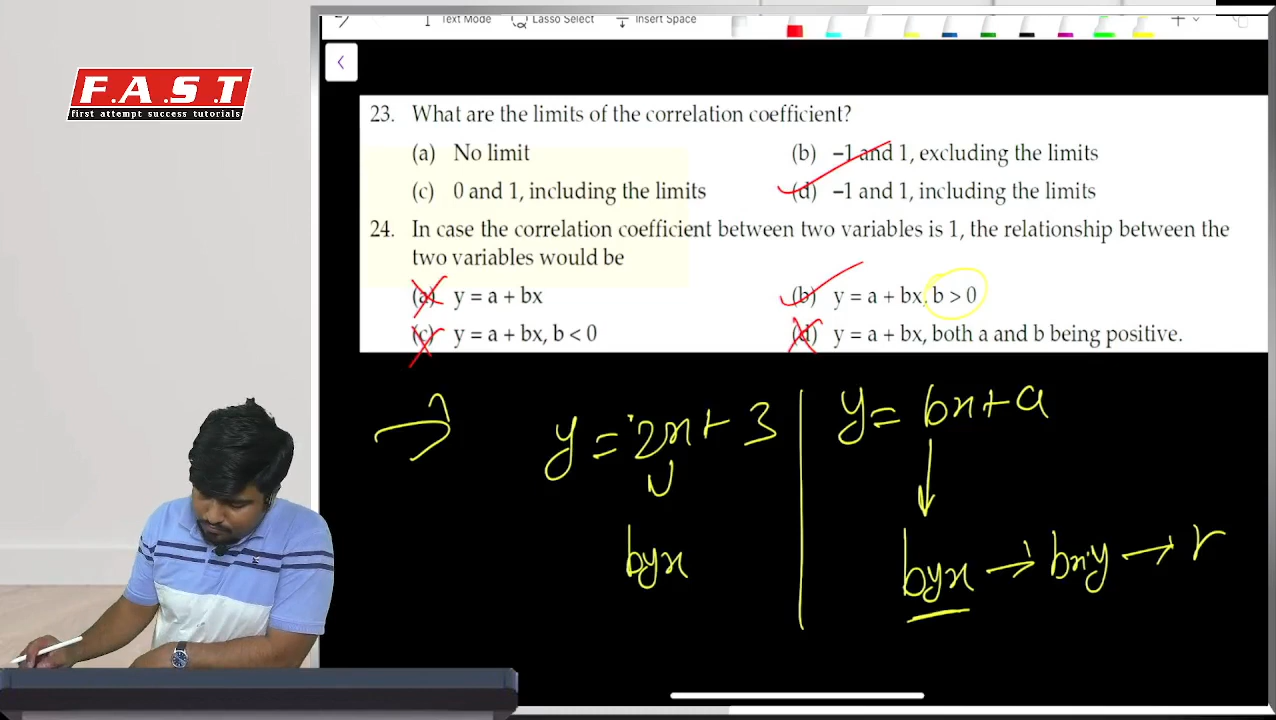 Text Mode Lasso Select Insert Space
F.A.S.T
first attempt success tutorials
23. What are the limits of the correlation coefficient?
(a) No limit
(b) –1 and 1, excluding the limits
(c) 0 and 1, including the limits
(d) –1 and 1, including the limits
24. In case the correlation coefficient between two variables is 1, the relationship between the
two variables would be
(a) y = a + bx
(b) y = a + bx, b > 0
(c) y = a + bx, b < 0
(d) y = a + bx, both a and b being positive.
y = 2x + 3
byx
y = bx + a
byx → bxy → r